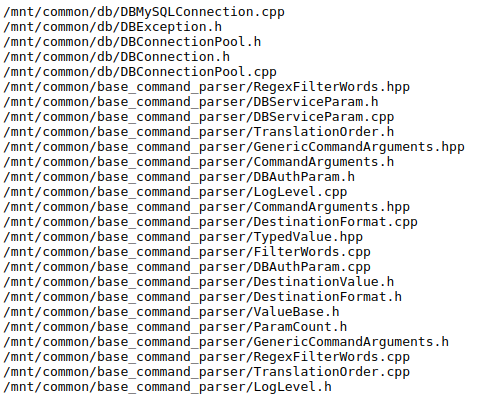 /mnt/common/db/DBMySQLConnection.cpp
/mnt/common/db/DBException.h
/mnt/common/db/DBConnectionPool.h
/mnt/common/db/DBConnection.h
/mnt/common/db/DBConnectionPool.cpp
/mnt/common/base_command_parser/RegexFilterWords.hpp
/mnt/common/base_command_parser/DBServiceParam.h
/mnt/common/base_command_parser/DBServiceParam.cpp
/mnt/common/base_command_parser/TranslationOrder.h
/mnt/common/base_command_parser/GenericCommandArguments.hpp
/mnt/common/base_command_parser/CommandArguments.h
/mnt/common/base_command_parser/DBAuthParam.h
/mnt/common/base_command_parser/LogLevel.cpp
/mnt/common/base_command_parser/CommandArguments.hpp
/mnt/common/base_command_parser/DestinationFormat.cpp
/mnt/common/base_command_parser/TypedValue.hpp
/mnt/common/base_command_parser/FilterWords.cpp
/mnt/common/base_command_parser/DBAuthParam.cpp
/mnt/common/base_command_parser/DestinationValue.h
/mnt/common/base_command_parser/DestinationFormat.h
/mnt/common/base_command_parser/ValueBase.h
/mnt/common/base_command_parser/ParamCount.h
/mnt/common/base_command_parser/GenericCommandArguments.h
/mnt/common/base_command_parser/RegexFilterWords.cpp
/mnt/common/base_command_parser/TranslationOrder.cpp
/mnt/common/base_command_parser/LogLevel.h